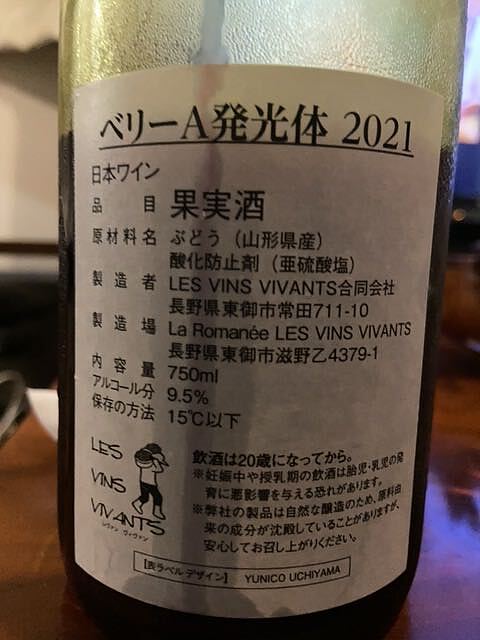 ベリーA発光体 2021
日本ワイン
品目 果実酒
原材料名 ぶどう（山形県産）
酸化防止剤（亜硫酸塩）
製造者 LES VINS VIVANTS合同会社
長野県東御市常田711-10
製造場 La Romanée LES VINS VIVANTS
長野県東御市滋野乙4379-1
内容量 750ml
アルコール分 9.5%
保存の方法 15℃以下
LES
VINS
VIVANTS
レヴァン ヴィヴァン
飲酒は20歳になってから。
※妊娠中や授乳期の飲酒は胎児・乳児の発
育に悪影響を与える恐れがあります。
※弊社の製品は自然な醸造のため、原料由
来の成分が沈殿していることがありますが、
安心してお召し上がりください。
【表ラベルデザイン】 YUNICO UCHIYAMA